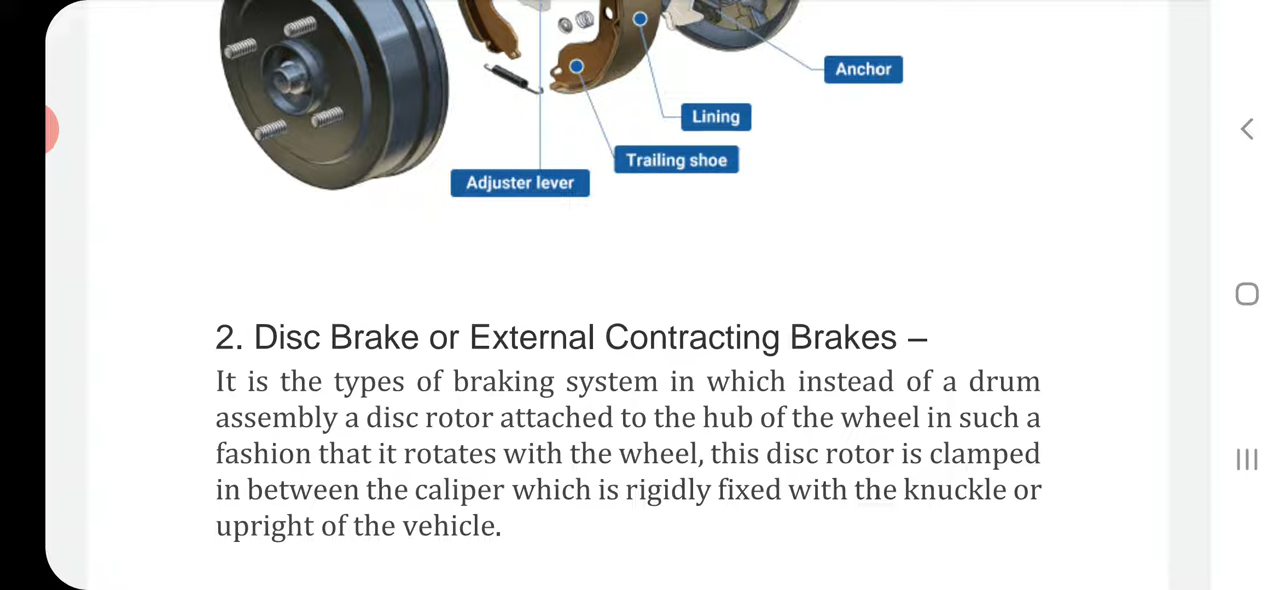 Anchor
Lining
Trailing shoe
Adjuster lever
2. Disc Brake or External Contracting Brakes –
It is the types of braking system in which instead of a drum
assembly a disc rotor attached to the hub of the wheel in such a
fashion that it rotates with the wheel, this disc rotor is clamped
in between the caliper which is rigidly fixed with the knuckle or
upright of the vehicle.